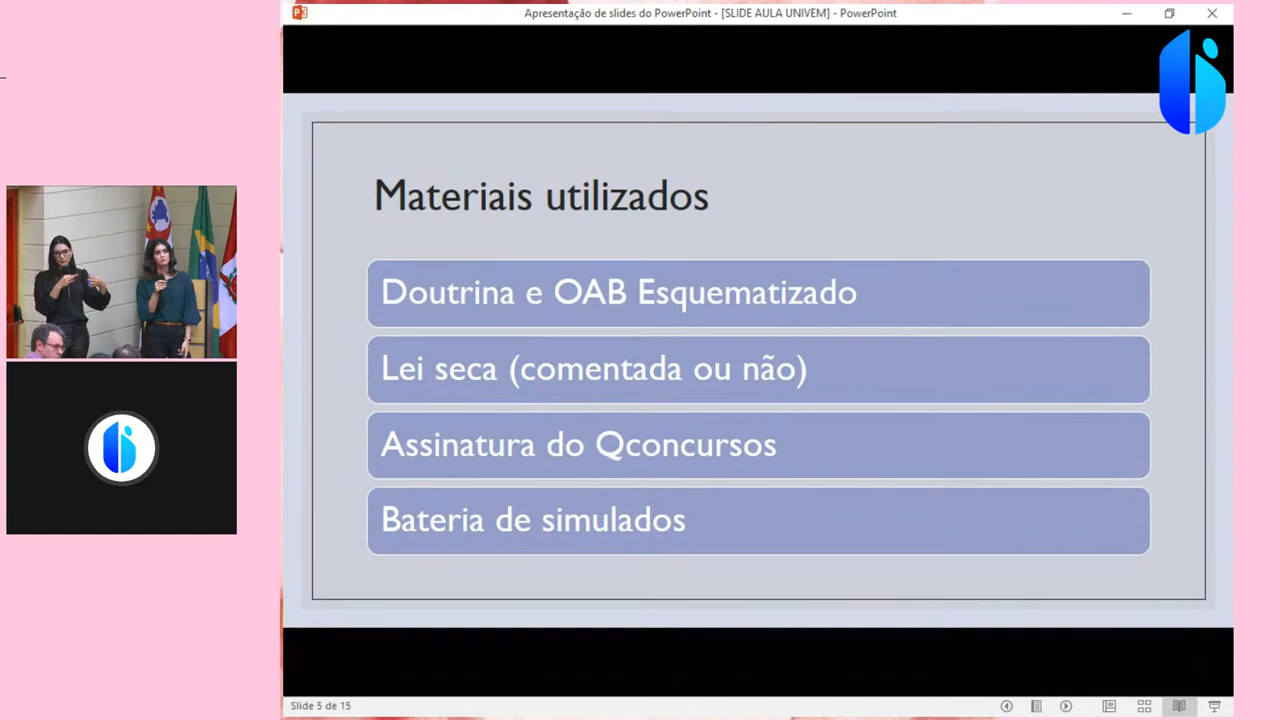 Apresentação de slides do PowerPoint - [SLIDE AULA UNIVEM] - PowerPoint
Materiais utilizados
Doutrina e OAB Esquematizado
Lei seca (comentada ou não)
Assinatura do Qconcursos
Bateria de simulados
Slide 5 de 15